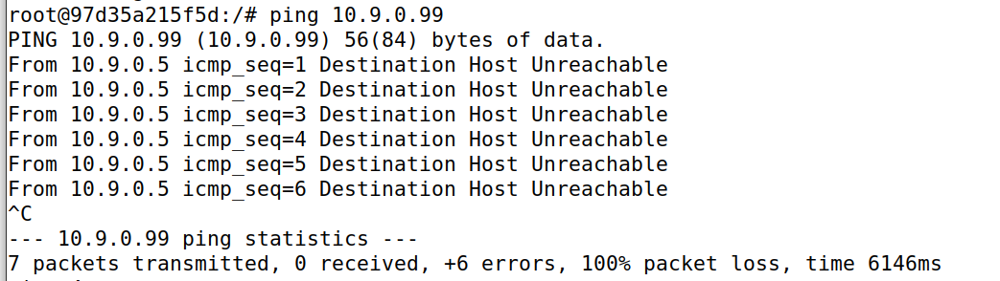 root@97d35a215f5d:/# ping 10.9.0.99
PING 10.9.0.99 (10.9.0.99) 56(84) bytes of data.
From 10.9.0.5 icmp_seq=1 Destination Host Unreachable
From 10.9.0.5 icmp_seq=2 Destination Host Unreachable
From 10.9.0.5 icmp_seq=3 Destination Host Unreachable
From 10.9.0.5 icmp_seq=4 Destination Host Unreachable
From 10.9.0.5 icmp_seq=5 Destination Host Unreachable
From 10.9.0.5 icmp_seq=6 Destination Host Unreachable
^C
--- 10.9.0.99 ping statistics ---
7 packets transmitted, 0 received, +6 errors, 100% packet loss, time 6146ms